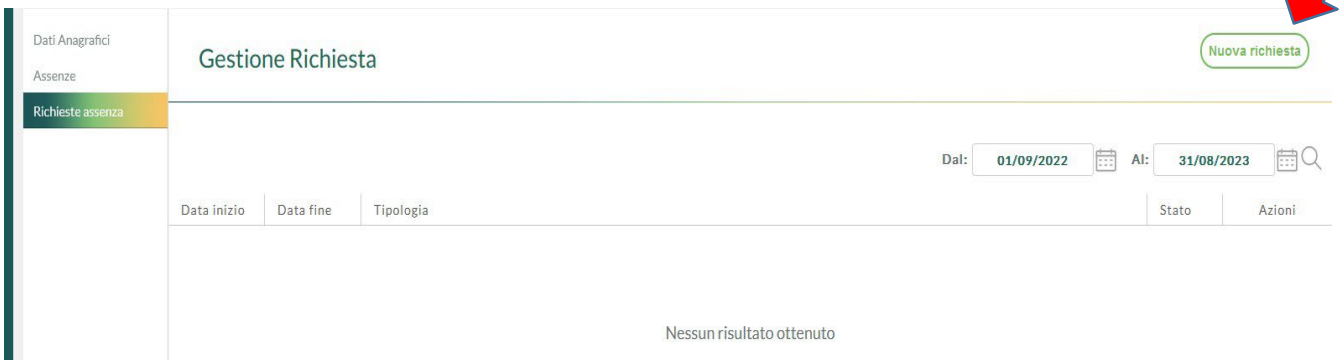 Dati Anagrafici
Assenze
Richieste assenza
Gestione Richiesta
Nuova richiesta
Dal: 01/09/2022 Al: 31/08/2023
Data inizio Data fine Tipologia Stato Azioni
Nessun risultato ottenuto